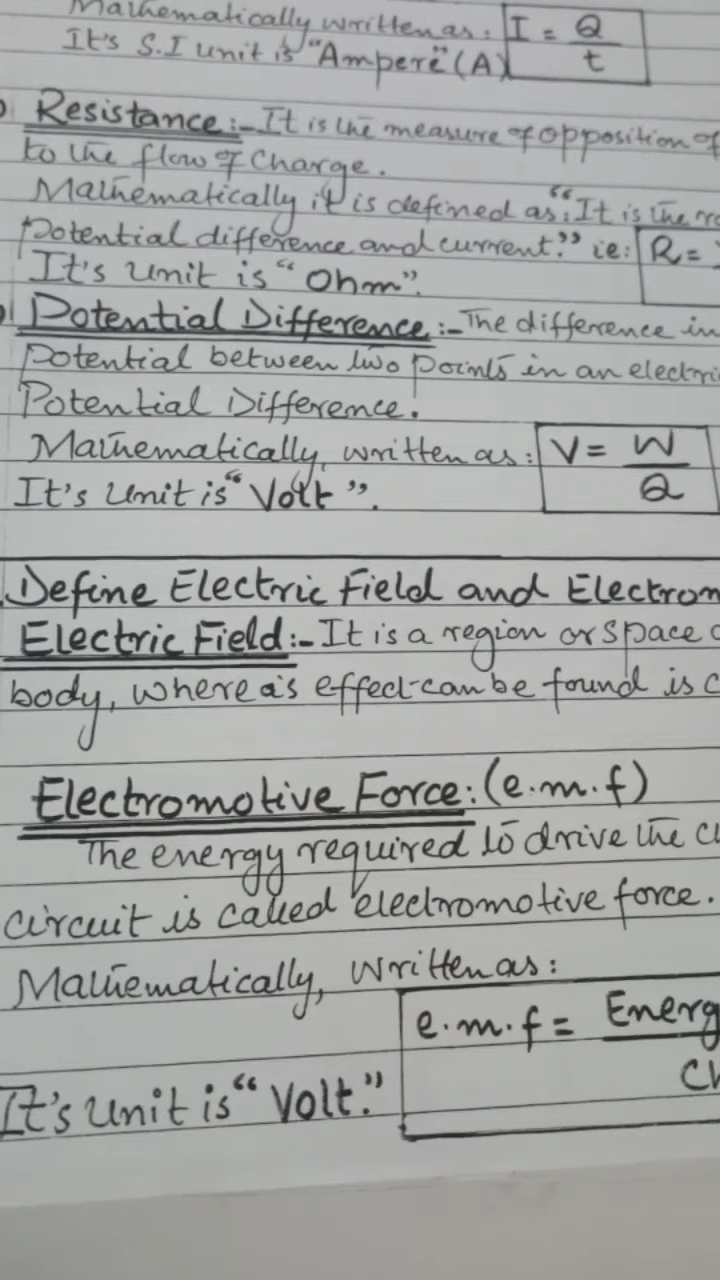 Mathematically written as: I = Q/t
It's S.I unit is "Ampere" (A)
Resistance:- It is the measure of opposition of
to the flow of Charge.
Mathematically it is defined as: "It is the
Potential difference and current." ie: R =
It's unit is "Ohm".
Potential Difference:- The difference in
Potential between two points in an
Potential Difference.
Mathematically, written as: V = W/Q
It's Unit is "Volt".
Define Electric Field and
Electric Field:- It is a region or space
body, where as effect can be found is
Electromotive Force: (e.m.f)
The energy required to drive the
circuit is called electromotive force.
Mathematically, written as:
e.m.f =
It's Unit is "Volt."